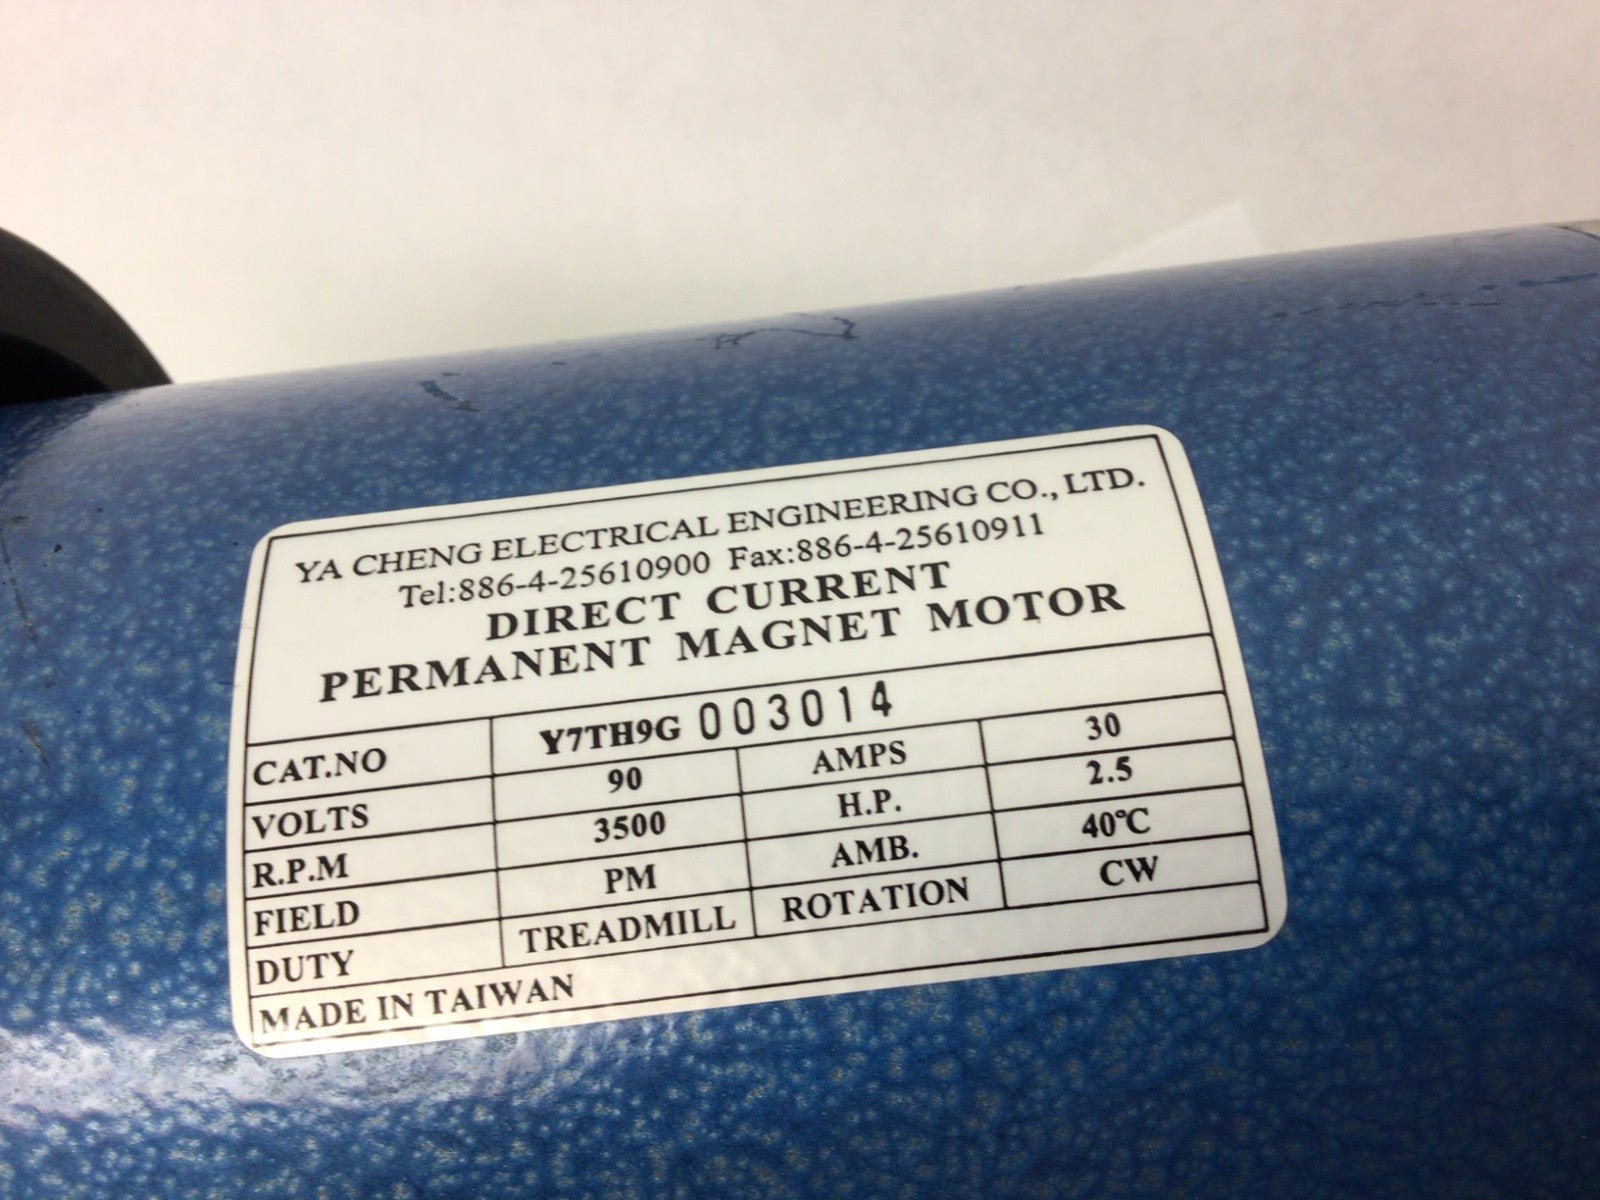 YA CHENG ELECTRICAL ENGINEERING CO., LTD.
Tel:886-4-25610900 Fax:886-4-25610911
DIRECT CURRENT
PERMANENT MAGNET MOTOR
CAT.NO Y7TH9G 003014
VOLTS 90 AMPS 30
R.P.M 3500 H.P. 2.5
FIELD PM AMB. 40°C
DUTY TREADMILL ROTATION CW
MADE IN TAIWAN